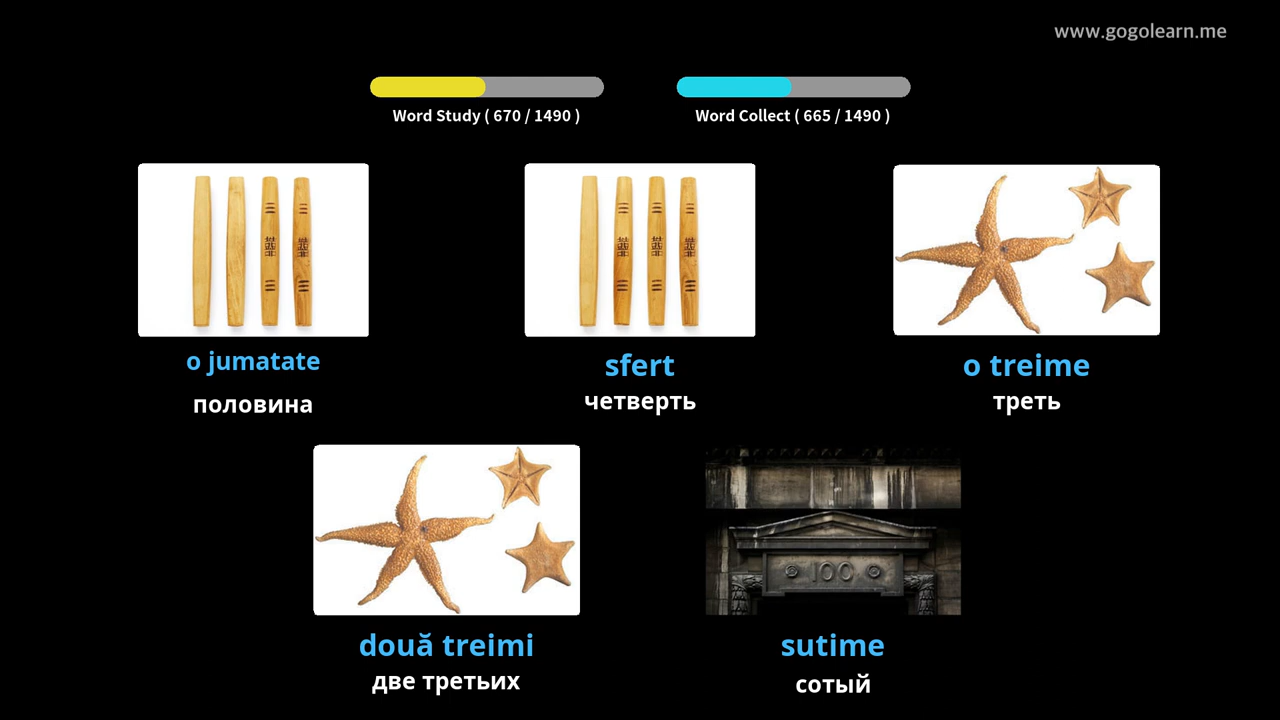 www.gogolearn.me
Word Study ( 670 / 1490 )
Word Collect ( 665 / 1490 )
o jumatate
половина
sfert
четверть
o treime
треть
100
două treimi
две третьих
sutime
сотый